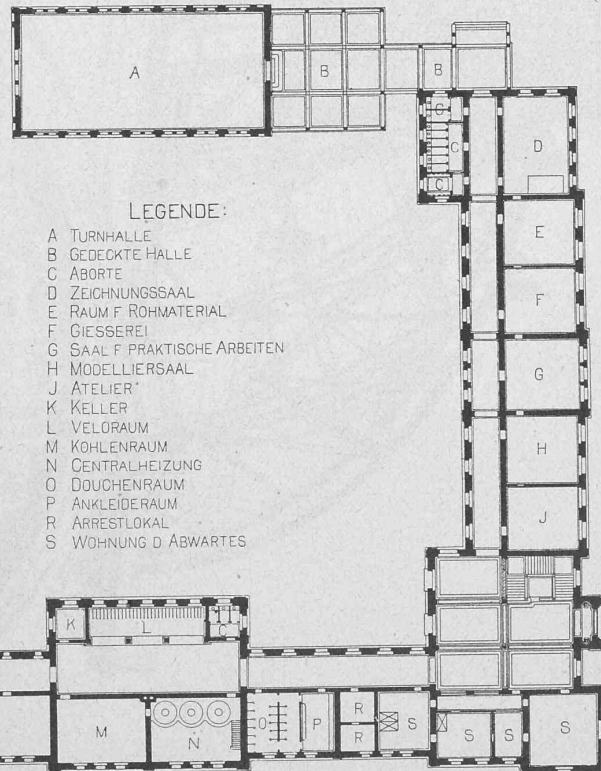 A
B
B
C
C
D
C
LEGENDE:
A TURNHALLE
B GEDECKTE HALLE
C ABORTE
D ZEICHNUNGSSAAL
E RAUM F ROHMATERIAL
F GIESSEREI
G SAAL F PRAKTISCHE ARBEITEN
H MODELLIERSAAL
J ATELIER
K KELLER
L VELORAUM
M KOHLENRAUM
N CENTRALHEIZUNG
O DOUCHENRAUM
P ANKLEIDERAUM
R ARRESTLOKAL
S WOHNUNG D ABWARTES
E
F
G
H
J
K
L
C
M
N
O
P
R
R
S
S
S
S